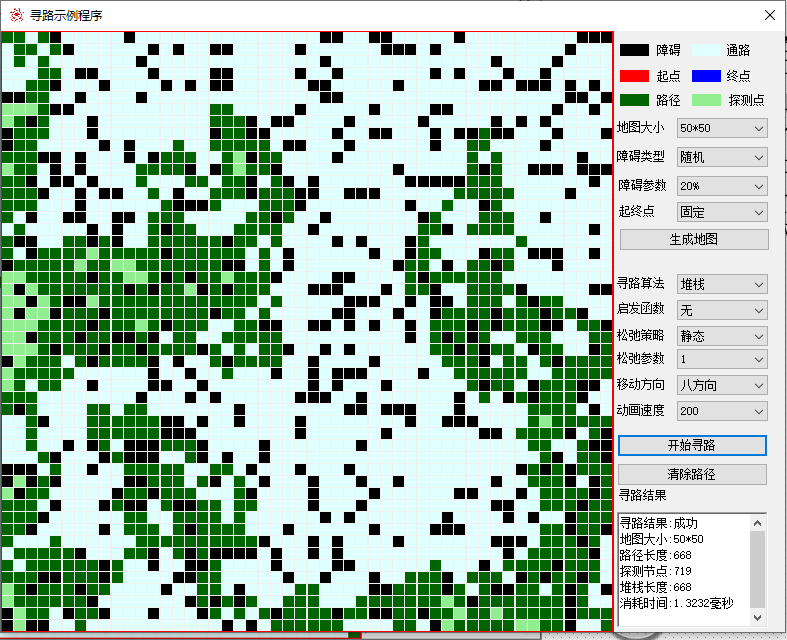 寻路示例程序
障碍 通路
起点 终点
路径 探测点
地图大小 50*50
障碍类型 随机
障碍参数 20%
起终点 固定
生成地图
寻路算法 堆栈
启发函数 无
松弛策略 静态
松弛参数 1
移动方向 八方向
动画速度 200
开始寻路
清除路径
寻路结果
寻路结果:成功
地图大小:50*50
路径长度:668
探测节点:719
堆栈长度:668
消耗时间:1.3232毫秒